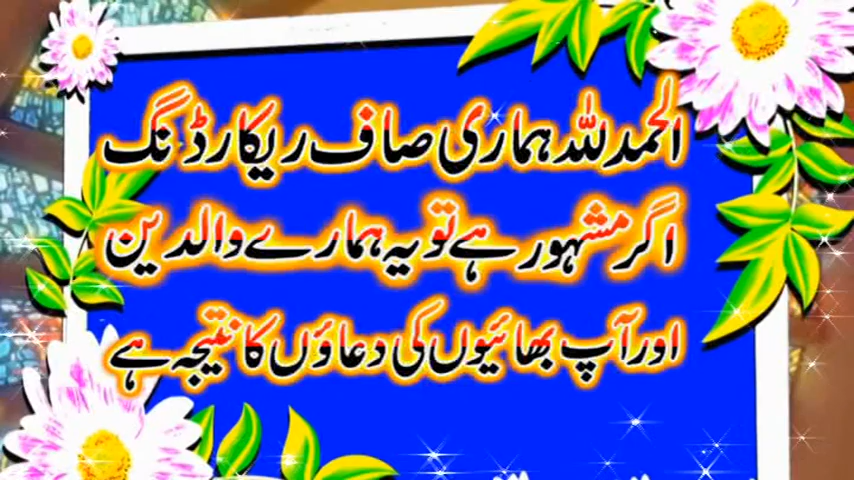 الحمدللہ ہماری صاف ریکارڈنگ
اگر مشہور ہے تو یہ ہمارے والدین
اور آپ بھائیوں کی دعاؤں کا نتیجہ ہے